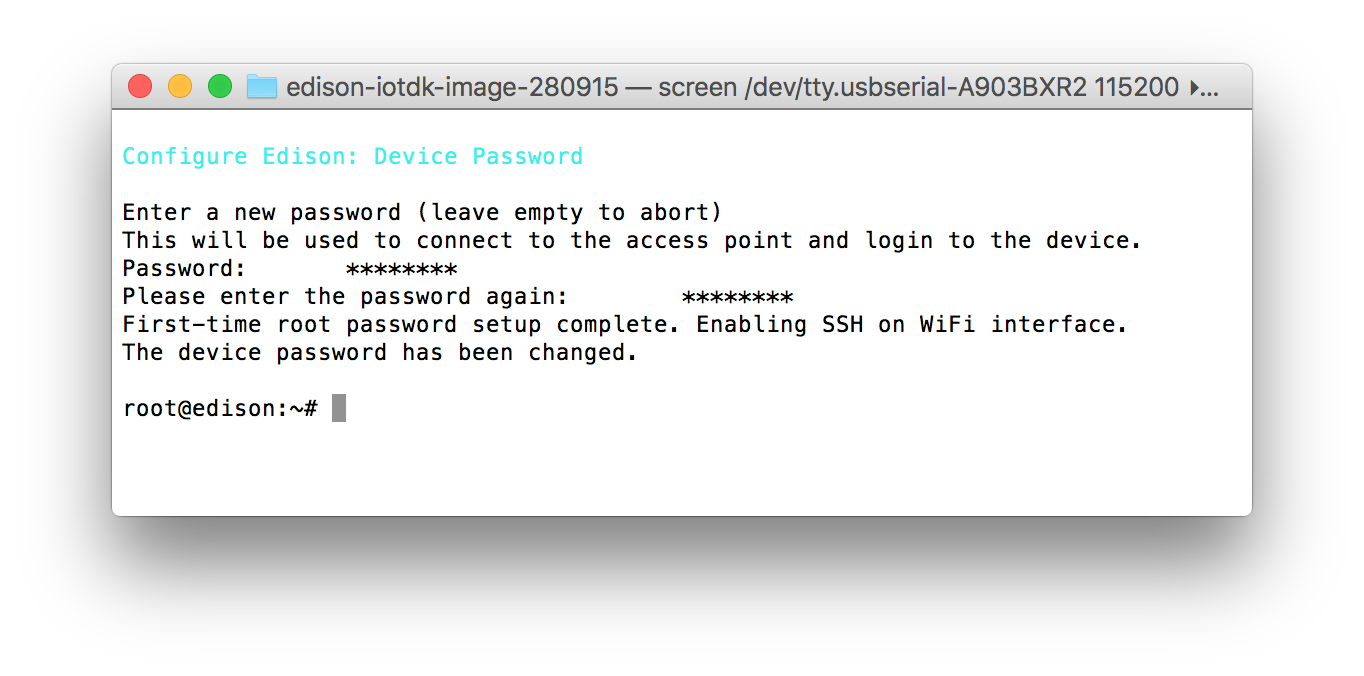 edison-iotdk-image-280915 — screen /dev/tty.usbserial-A903BXR2 115200 ▸...
Configure Edison: Device Password
Enter a new password (leave empty to abort)
This will be used to connect to the access point and login to the device.
Password:       ********
Please enter the password again:        ********
First-time root password setup complete. Enabling SSH on WiFi interface.
The device password has been changed.
root@edison:~#